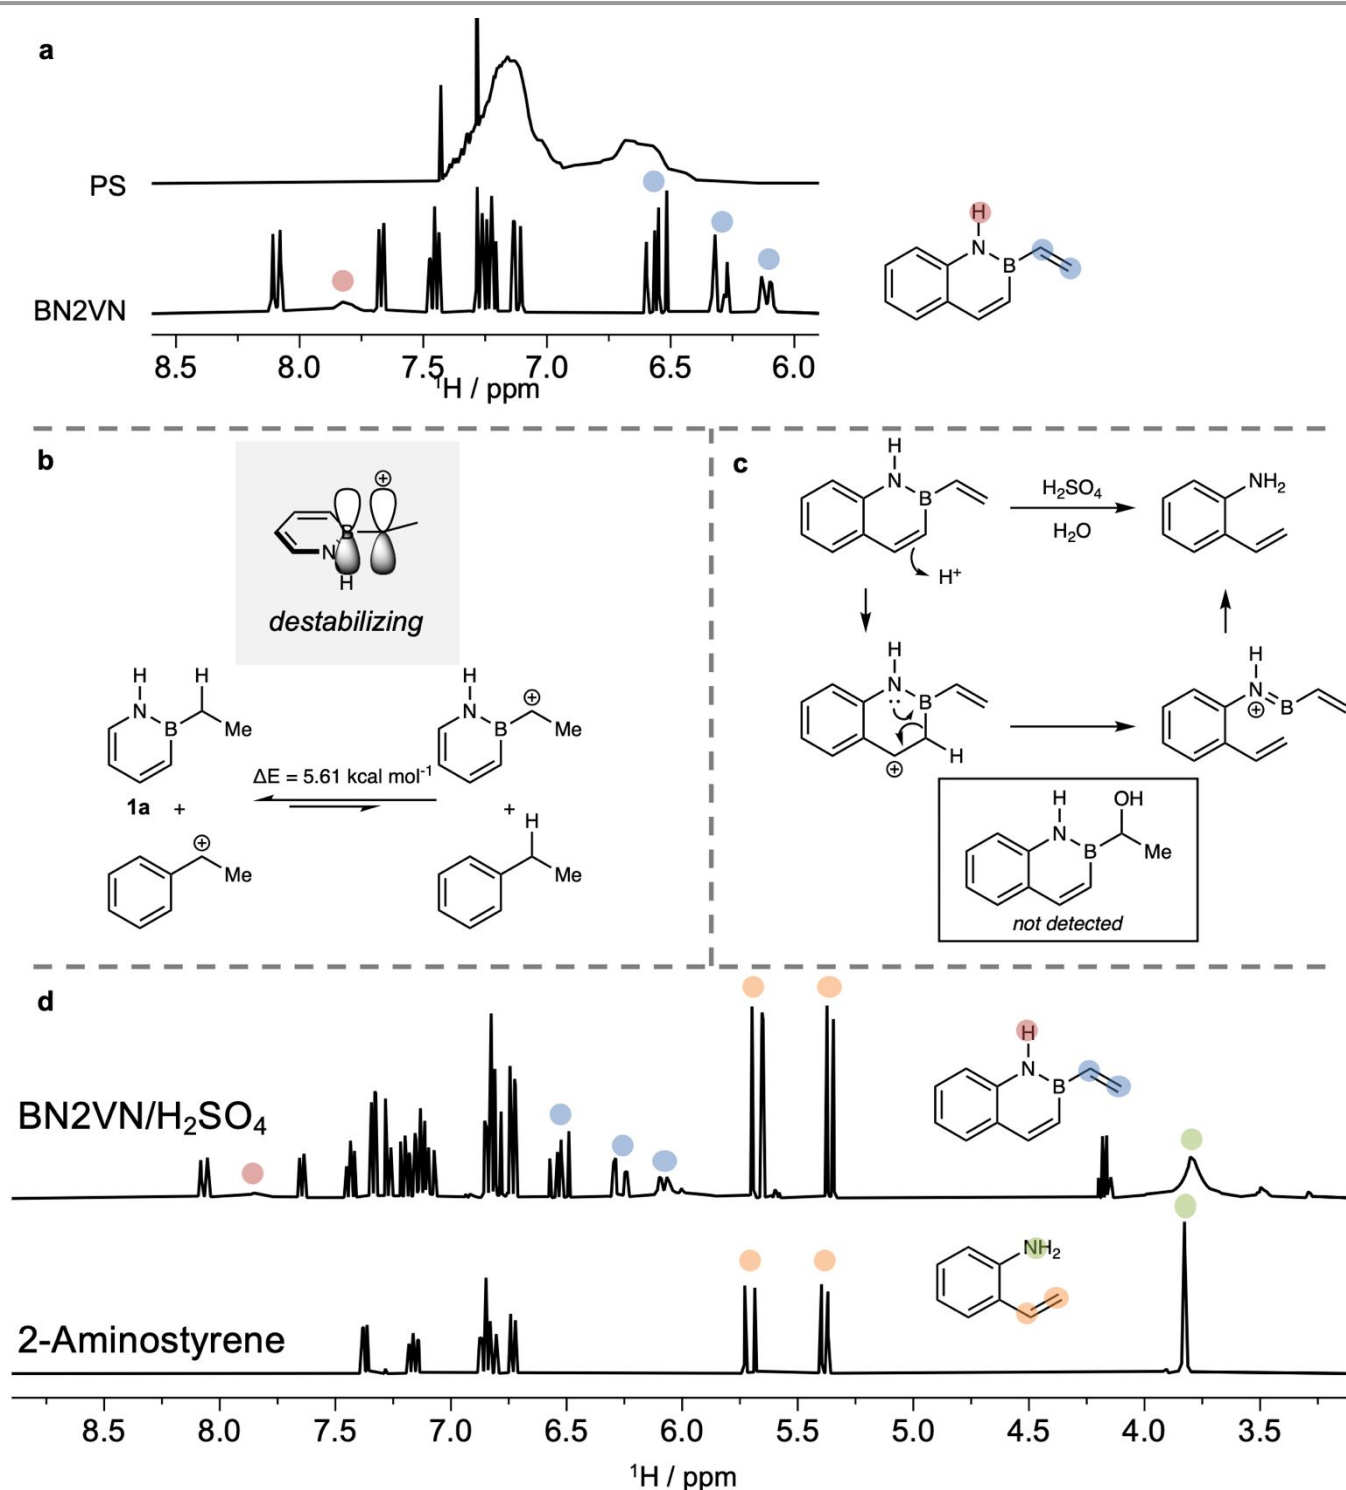 a
PS
BN2VN
8.5 8.0 7.5 7.0 6.5 6.0
¹H / ppm
H
N
B
b
⊕
B
N
H
destabilizing
H H
N
B Me
H ⊕
N
B Me
ΔE = 5.61 kcal mol⁻¹
1a + +
⊕
Me
H
Me
c
H
N
B
H⁺
H₂SO₄
H₂O
NH₂
H
N
B
H
⊕
H
N
⊕ B
H OH
N
B Me
not detected
d
BN2VN/H₂SO₄
H
N
B
2-Aminostyrene
NH₂
8.5 8.0 7.5 7.0 6.5 6.0 5.5 5.0 4.5 4.0 3.5
¹H / ppm